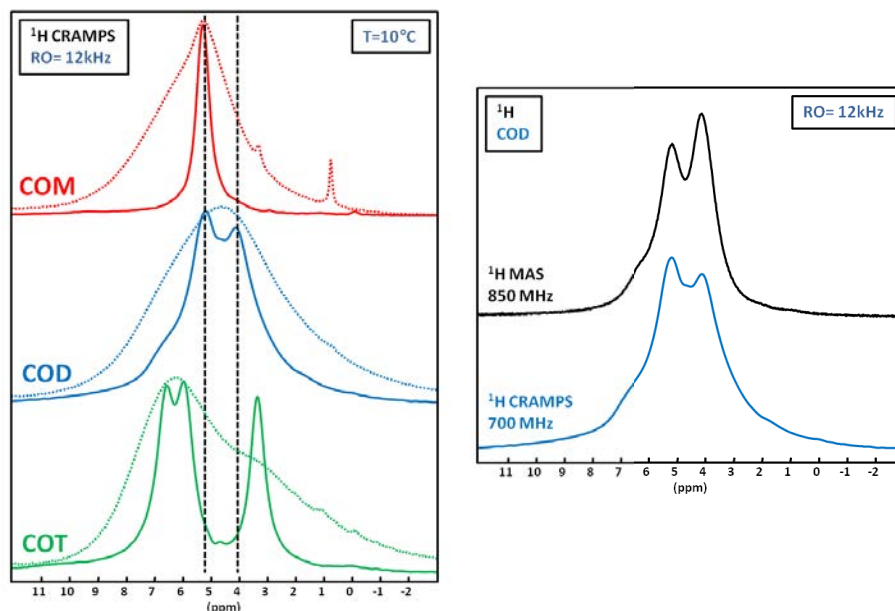 ¹H CRAMPS
RO= 12kHz
T=10°C
COM
COD
COT
11 10 9 8 7 6 5 4 3 2 1 0 -1 -2
(ppm)
¹H
COD
RO= 12kHz
¹H MAS
850 MHz
¹H CRAMPS
700 MHz
11 10 9 8 7 6 5 4 3 2 1 0 -1 -2
(ppm)